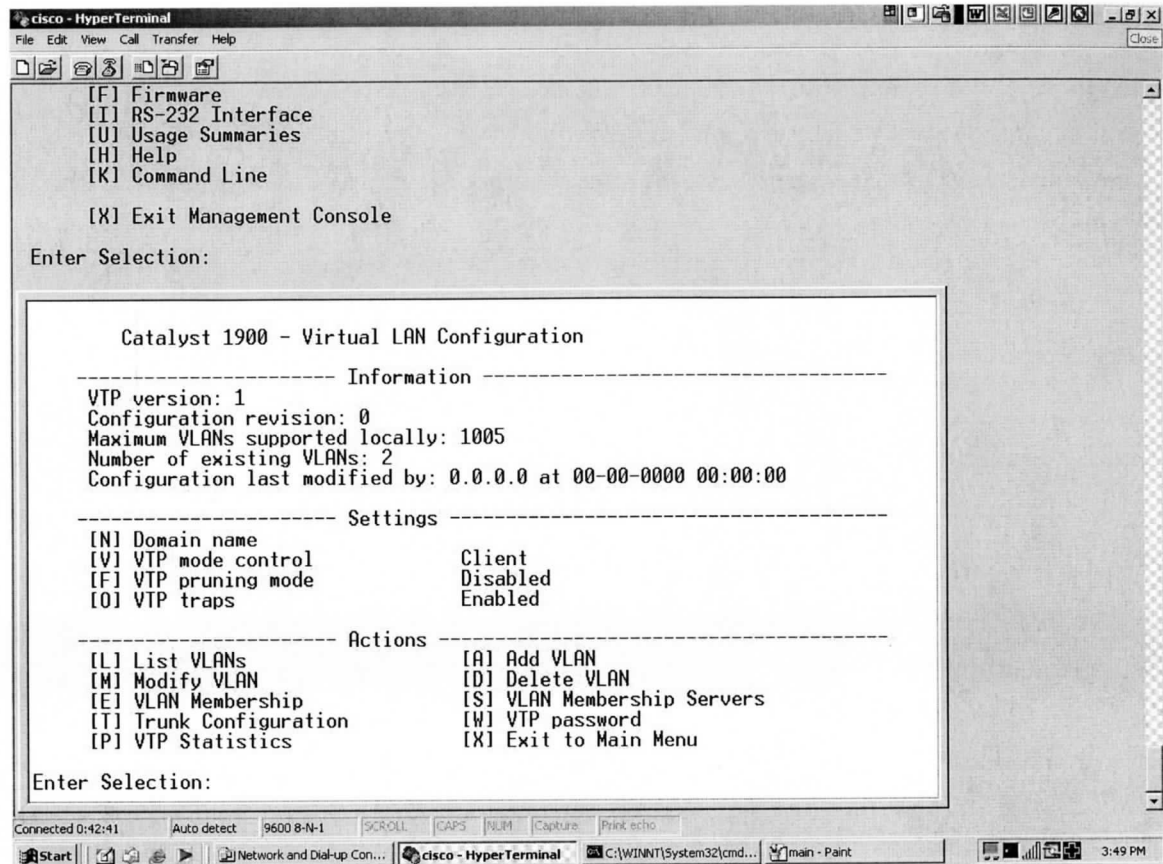 cisco - HyperTerminal
File Edit View Call Transfer Help
Close
[F] Firmware
[I] RS-232 Interface
[U] Usage Summaries
[H] Help
[K] Command Line
[X] Exit Management Console
Enter Selection:
Catalyst 1900 - Virtual LAN Configuration
----------------------- Information -----------------------------------
VTP version: 1
Configuration revision: 0
Maximum VLANs supported locally: 1005
Number of existing VLANs: 2
Configuration last modified by: 0.0.0.0 at 00-00-0000 00:00:00
----------------------- Settings --------------------------------------
[N] Domain name
[V] VTP mode control Client
[F] VTP pruning mode Disabled
[O] VTP traps Enabled
----------------------- Actions ---------------------------------------
[L] List VLANs [A] Add VLAN
[M] Modify VLAN [D] Delete VLAN
[E] VLAN Membership [S] VLAN Membership Servers
[T] Trunk Configuration [W] VTP password
[P] VTP Statistics [X] Exit to Main Menu
Enter Selection:
Connected 0:42:41 Auto detect 9600 8-N-1 SCROLL CAPS NUM Capture Print echo
Start Network and Dial-up Con... cisco - HyperTerminal C:\WINNT\System32\cmd... main - Paint 3:49 PM